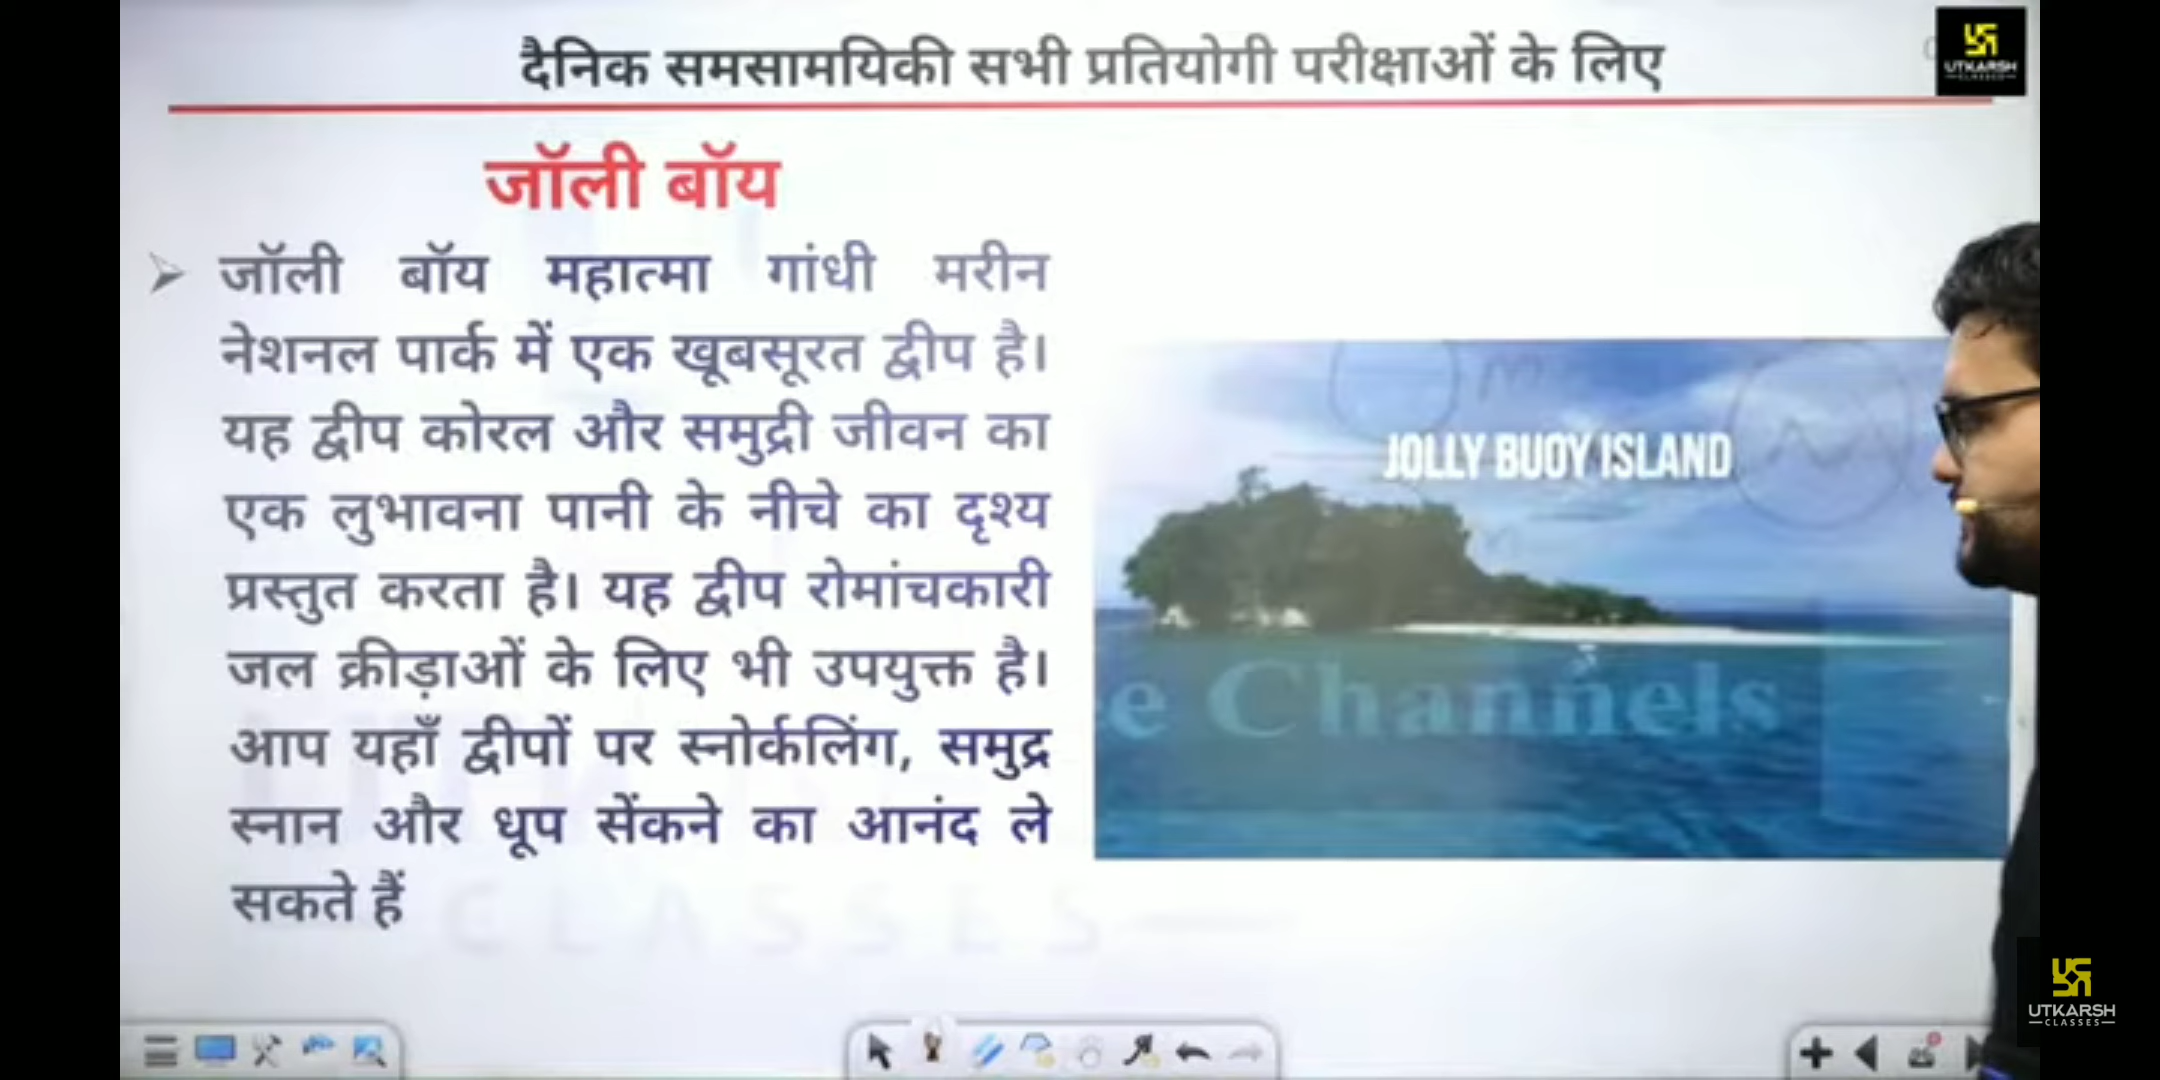 दैनिक समसामयिकी सभी प्रतियोगी परीक्षाओं के लिए
UTKARSH
CLASSES
जॉली बॉय
जॉली बॉय महात्मा गांधी मरीन
नेशनल पार्क में एक खूबसूरत द्वीप है।
यह द्वीप कोरल और समुद्री जीवन का
एक लुभावना पानी के नीचे का दृश्य
प्रस्तुत करता है। यह द्वीप रोमांचकारी
जल क्रीड़ाओं के लिए भी उपयुक्त है।
आप यहाँ द्वीपों पर स्नोर्कलिंग, समुद्र
स्नान और धूप सेंकने का आनंद ले
सकते हैं
JOLLY BUOY ISLAND
e Channels
CLASSES
UTKARSH
CLASSES